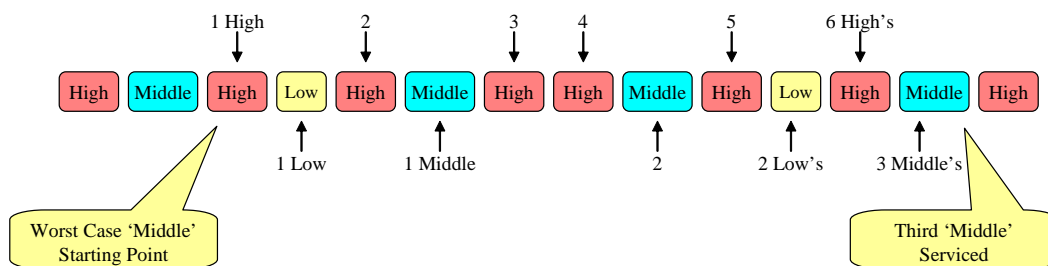 1 High 2 3 4 5 6 High's
High Middle High Low High Middle High High Middle High Low High Middle High
1 Low 1 Middle 2 2 Low's 3 Middle's
Worst Case ‘Middle’
Starting Point
Third ‘Middle’
Serviced